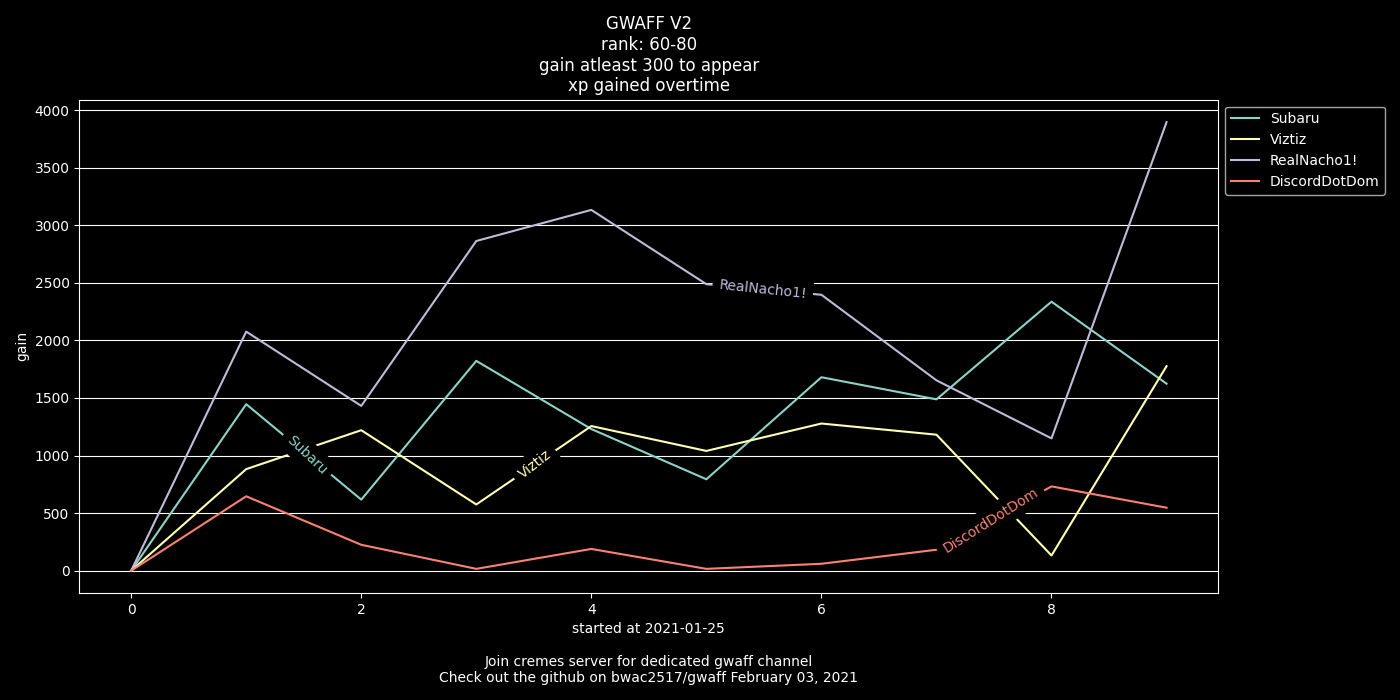 GWAFF V2
rank: 60-80
gain atleast 300 to appear
xp gained overtime
4000
3500
3000
2500
2000
1500
1000
500
0
gain
Subaru
Viztiz
RealNacho1!
DiscordDotDom
Subaru
Viztiz
RealNacho1!
DiscordDotDom
0
2
4
6
8
started at 2021-01-25
Join cremes server for dedicated gwaff channel
Check out the github on bwac2517/gwaff February 03, 2021